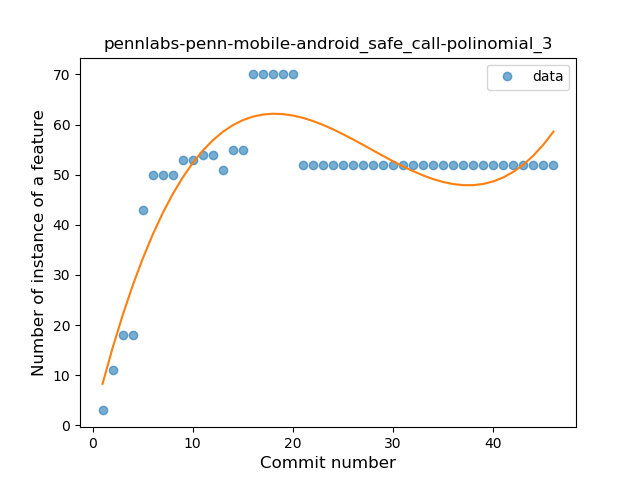 pennlabs-penn-mobile-android_safe_call-polinomial_3
data
Number of instance of a feature
70
60
50
40
30
20
10
0
0 10 20 30 40
Commit number